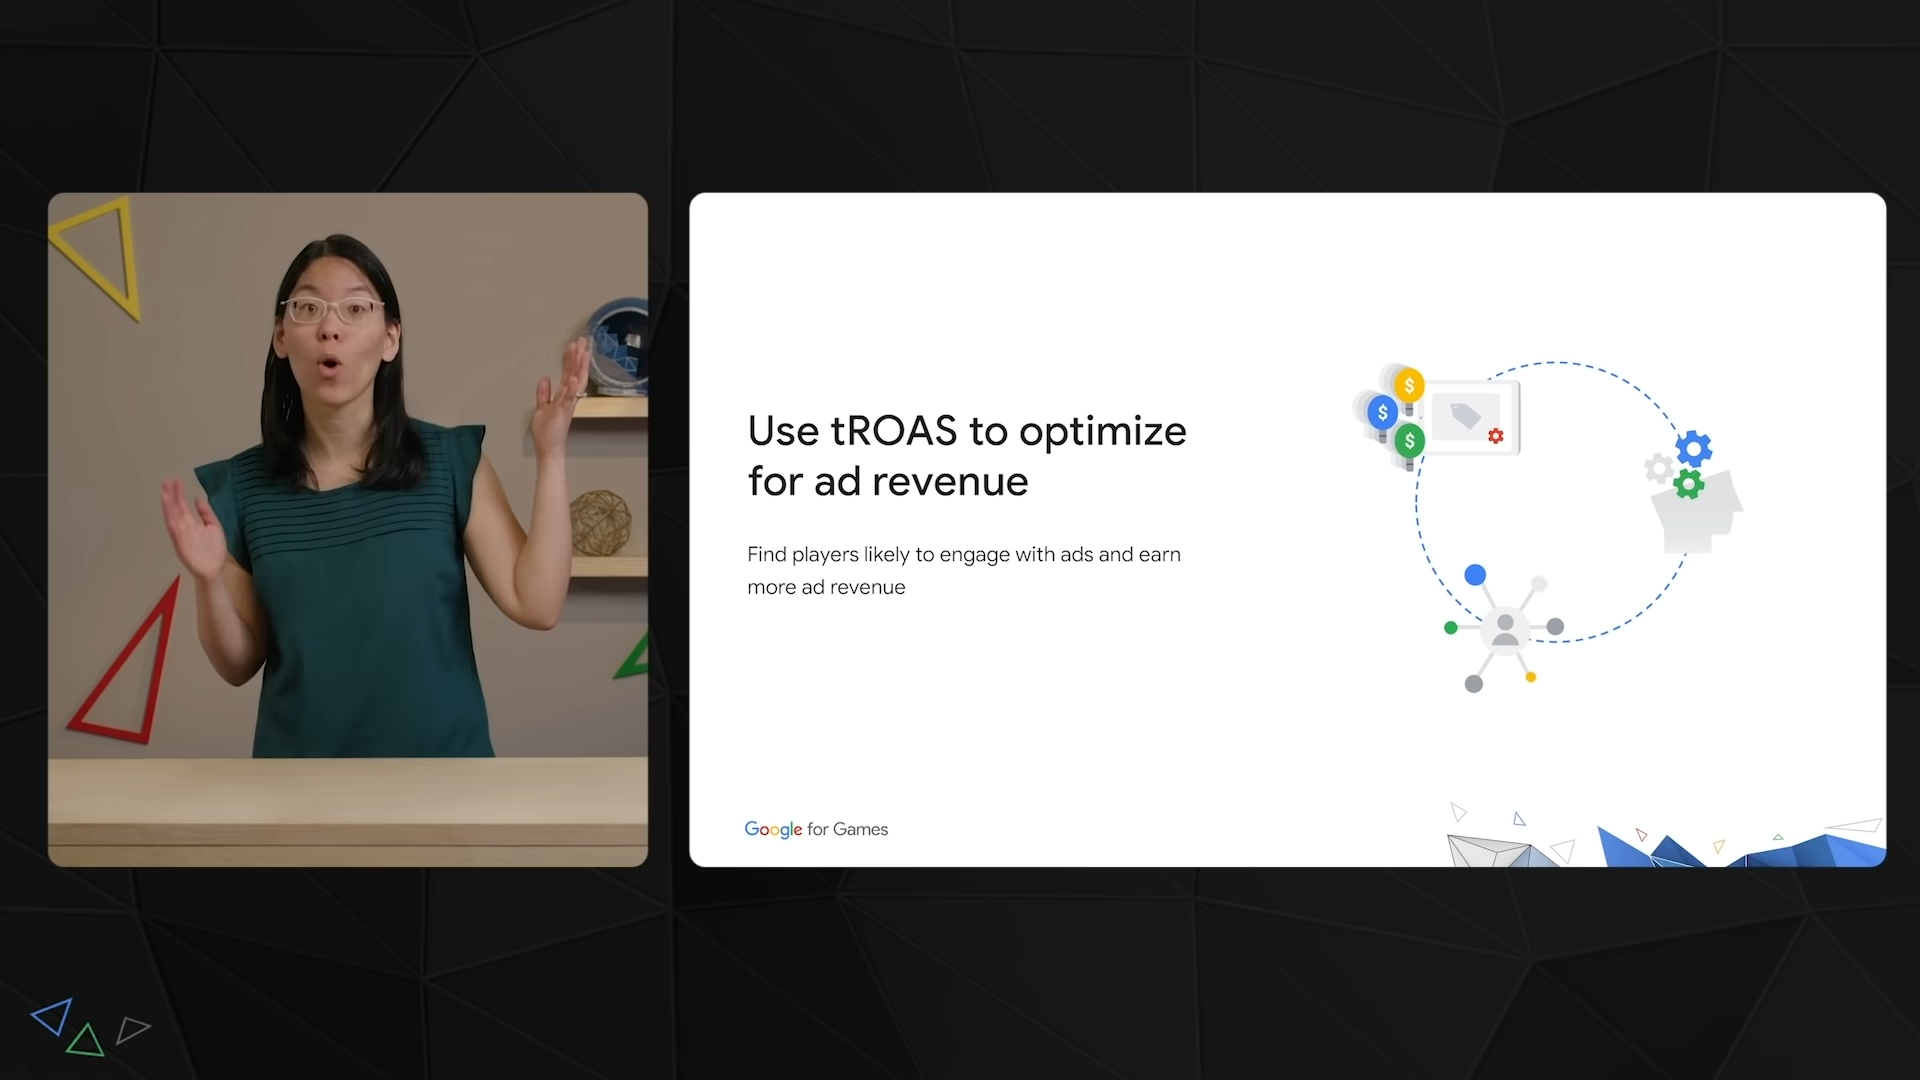 Use tROAS to optimize
for ad revenue
Find players likely to engage with ads and earn
more ad revenue
Google for Games
$
$
$